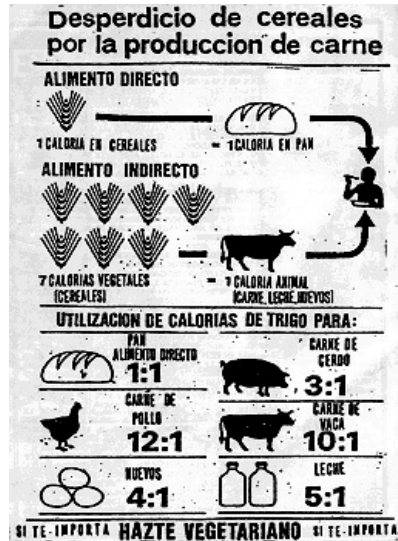 Desperdicio de cereales
por la produccion de carne
ALIMENTO DIRECTO
1 CALORIA EN CEREALES = 1 CALORIA EN PAN
ALIMENTO INDIRECTO
7 CALORIAS VEGETALES = 1 CALORIA ANIMAL
(CEREALES) (CARNE, LECHE, HUEVOS)
UTILIZACION DE CALORIAS DE TRIGO PARA:
PAN
ALIMENTO DIRECTO
1:1
CARNE DE
CERDO
3:1
CARNE DE
POLLO
12:1
CARNE DE
VACA
10:1
HUEVOS
4:1
LECHE
5:1
SI TE-IMPORTA HAZTE VEGETARIANO SI TE-IMPORTA